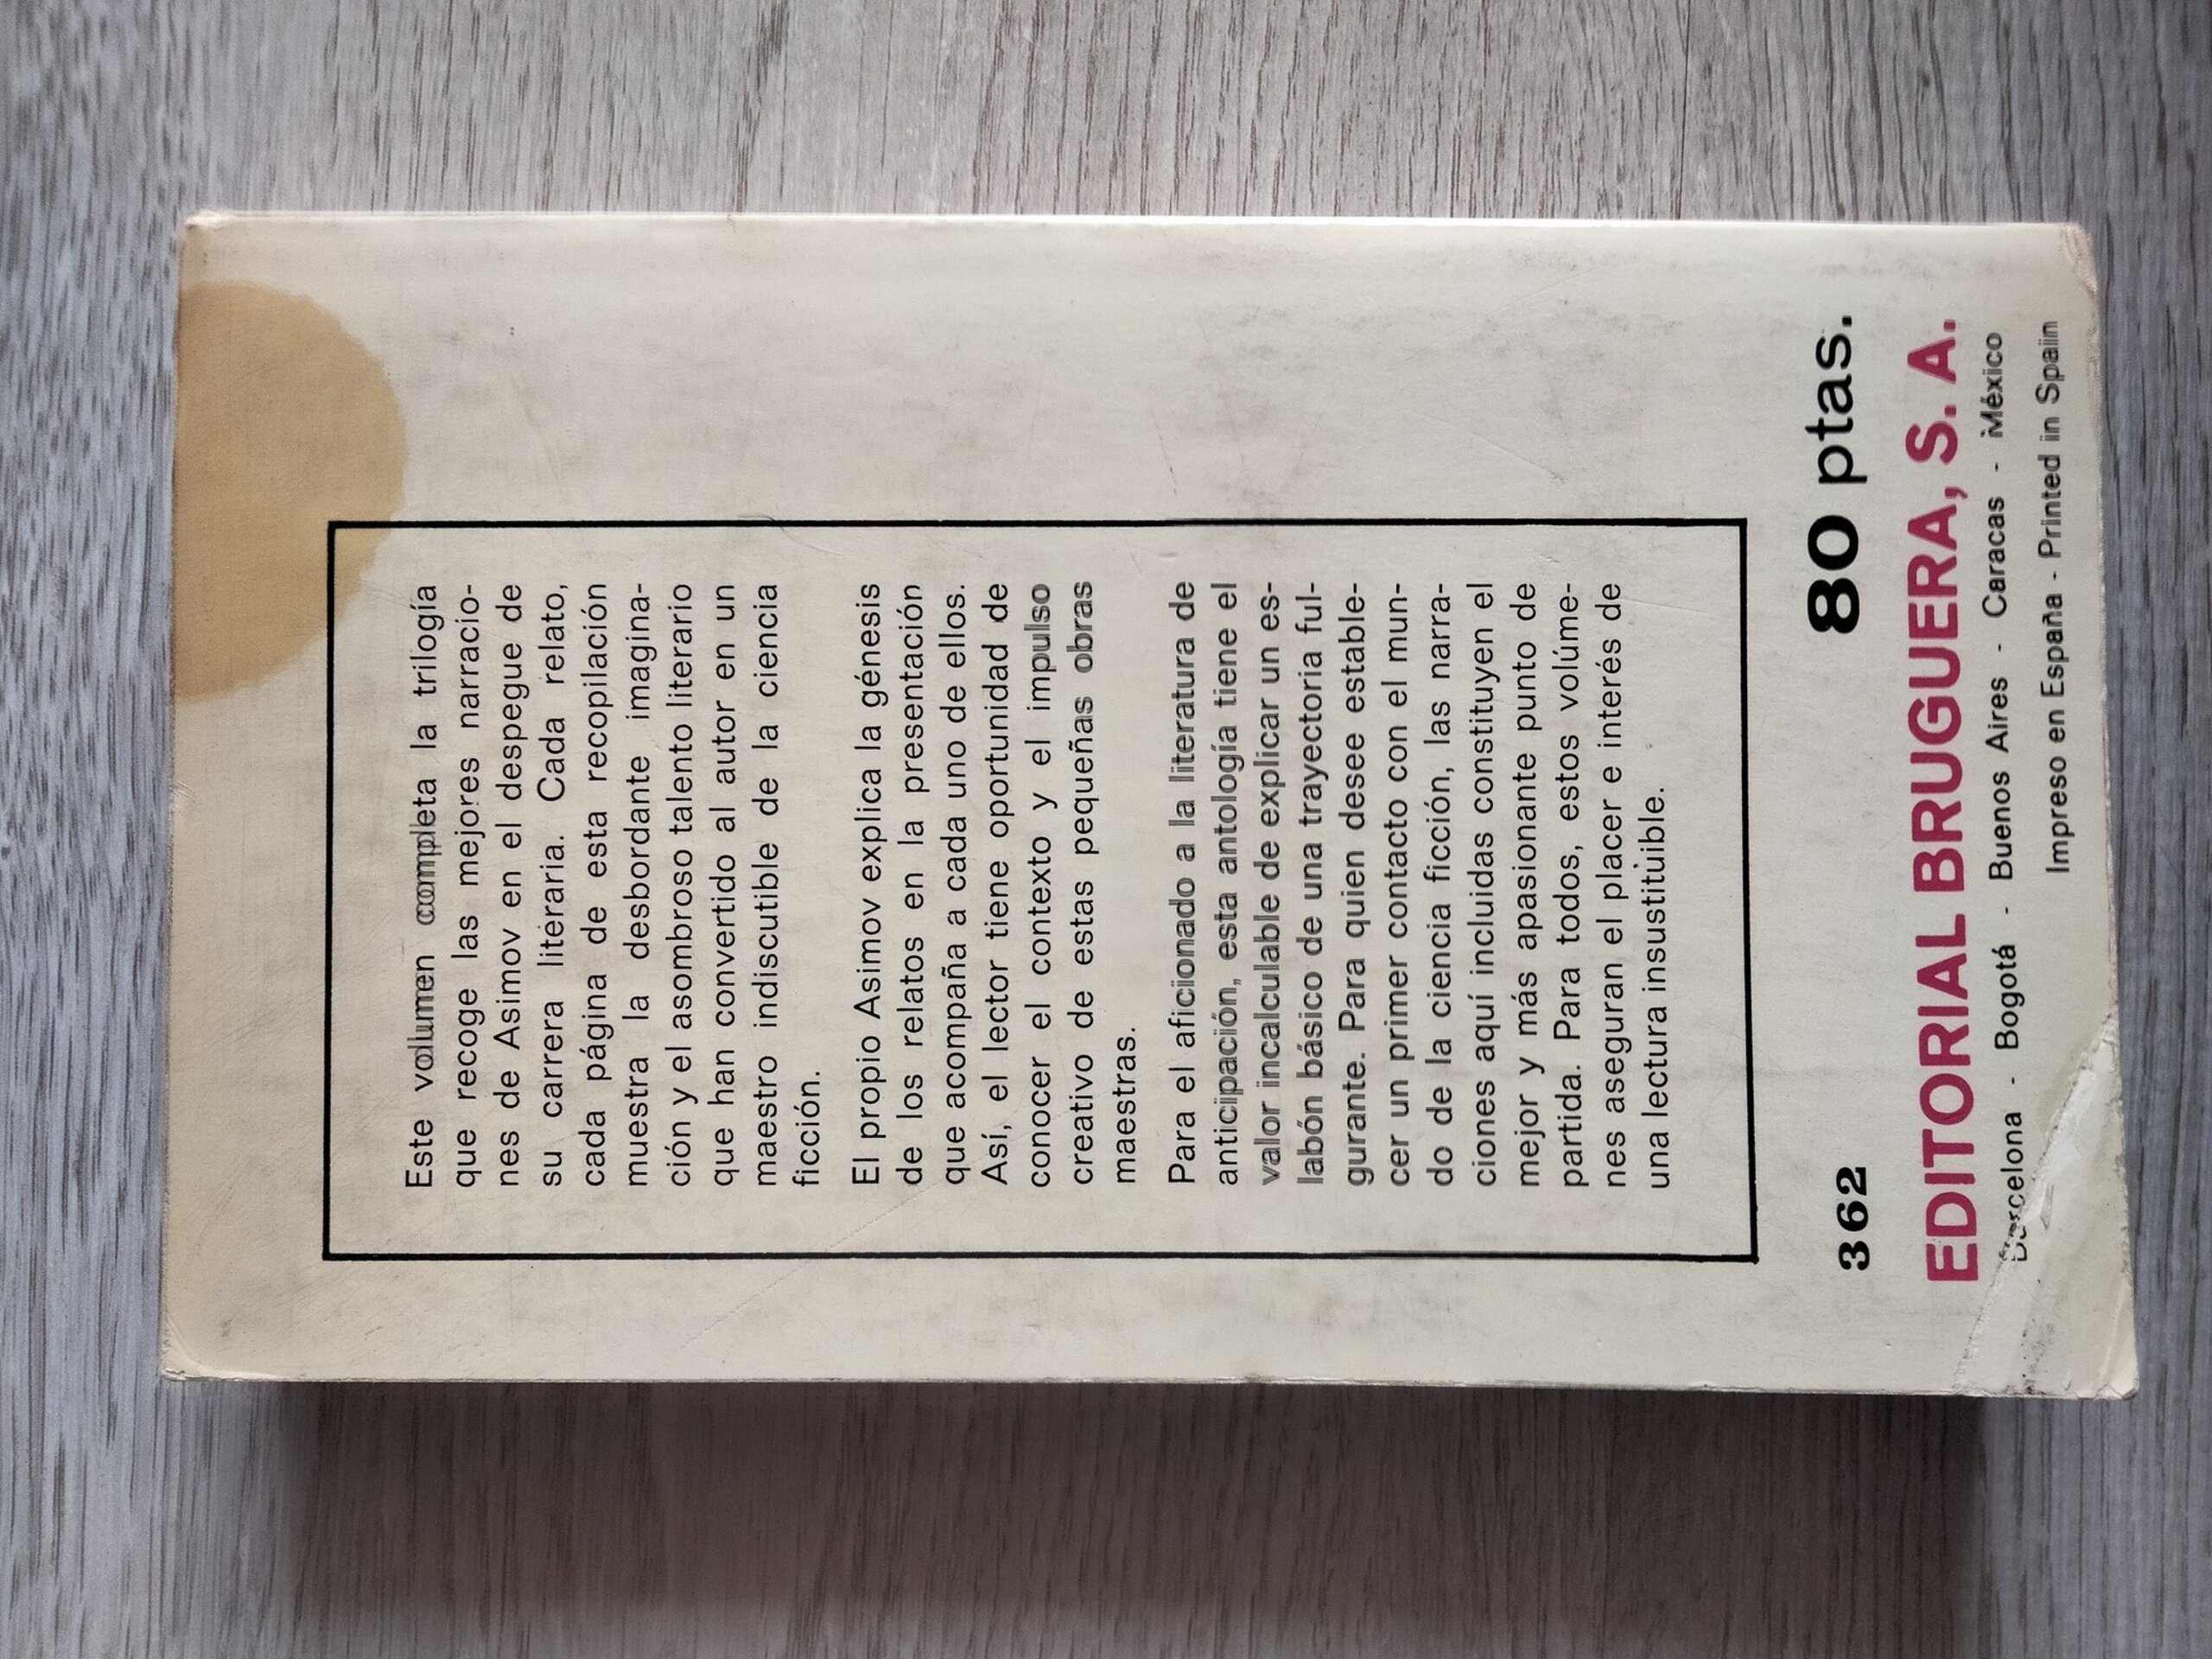 Este volumen completa la trilogía
que recoge las mejores narracio-
nes de Asimov en el despegue de
su carrera literaria. Cada relato,
cada página de esta recopilación
muestra la desbordante imagina-
ción y el asombroso talento literario
que han convertido al autor en un
maestro indiscutible de la ciencia
ficción.
El propio Asimov explica la génesis
de los relatos en la presentación
que acompaña a cada uno de ellos.
Así, el lector tiene oportunidad de
conocer el contexto y el impulso
creativo de estas pequeñas obras
maestras.
Para el aficionado a la literatura de
anticipación, esta antología tiene el
valor incalculable de explicar un es-
labón básico de una trayectoria ful-
gurante. Para quien desee estable-
cer un primer contacto con el mun-
do de la ciencia ficción, las narra-
ciones aquí incluidas constituyen el
mejor y más apasionante punto de
partida. Para todos, estos volúme-
nes aseguran el placer e interés de
una lectura insustituible.
362 80 ptas.
EDITORIAL BRUGUERA, S. A.
Barcelona - Bogotá - Buenos Aires - Caracas - México
Impreso en España - Printed in Spain